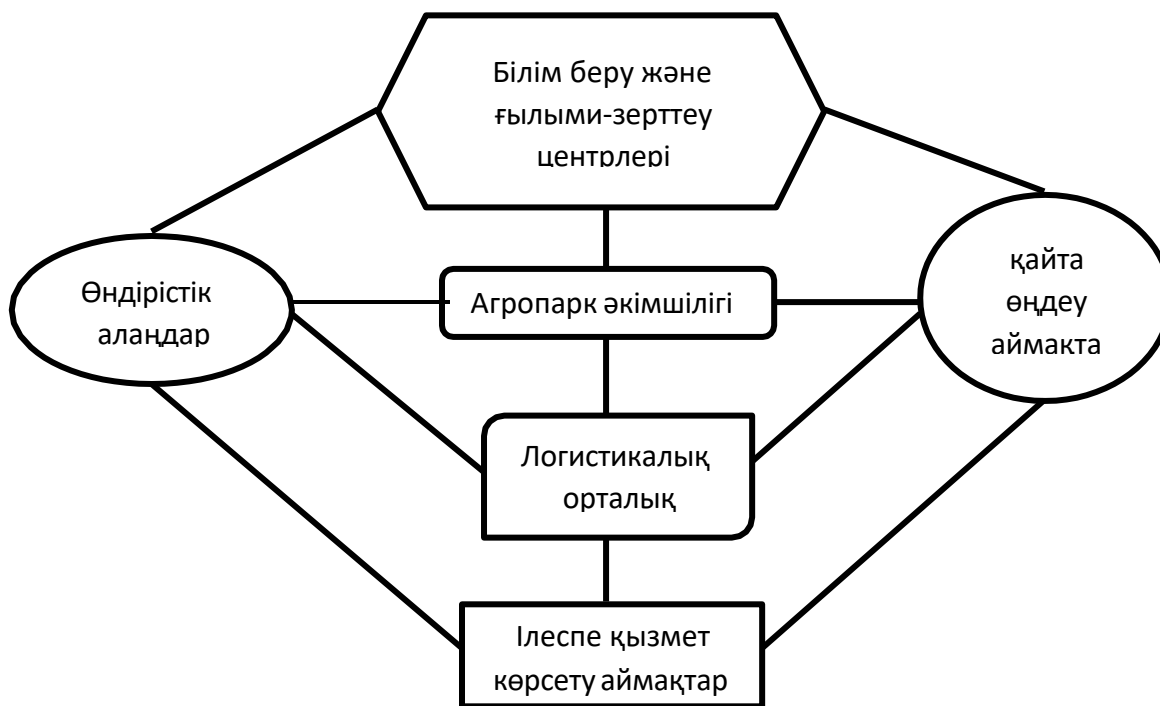 Білім беру және
ғылыми-зерттеу
центрлері
Өндірістік
алаңдар
Агропарк әкімшілігі
қайта
өңдеу
аймакта
Логистикалық
орталық
Ілеспе қызмет
көрсету аймақтар